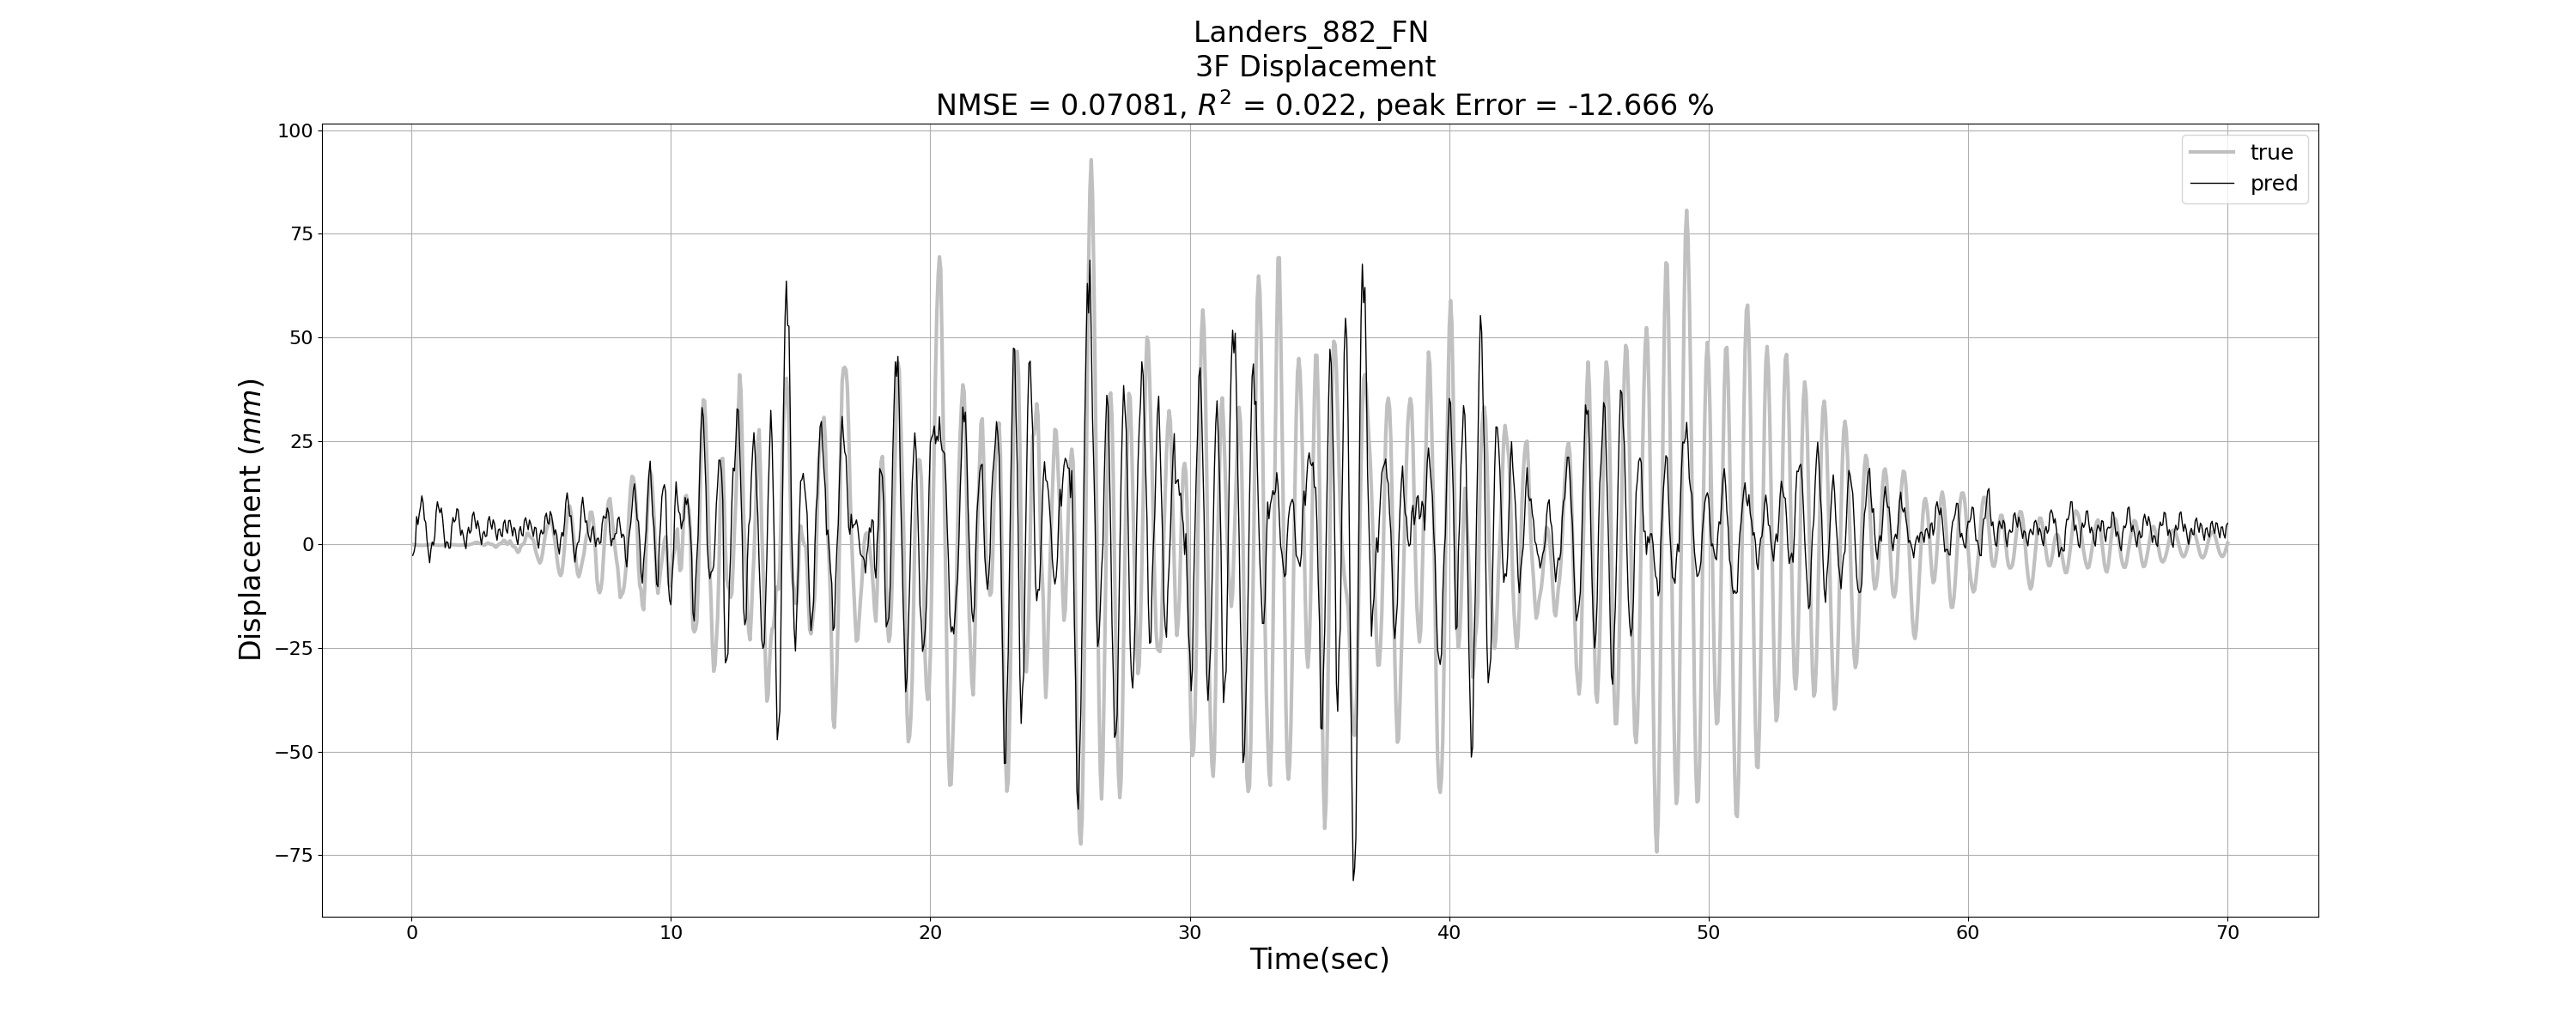 Landers_882_FN
3F Displacement
NMSE = 0.07081, R² = 0.022, peak Error = -12.666 %
true
pred
100
75
50
25
0
−25
−50
−75
Displacement (mm)
0 10 20 30 40 50 60 70
Time(sec)